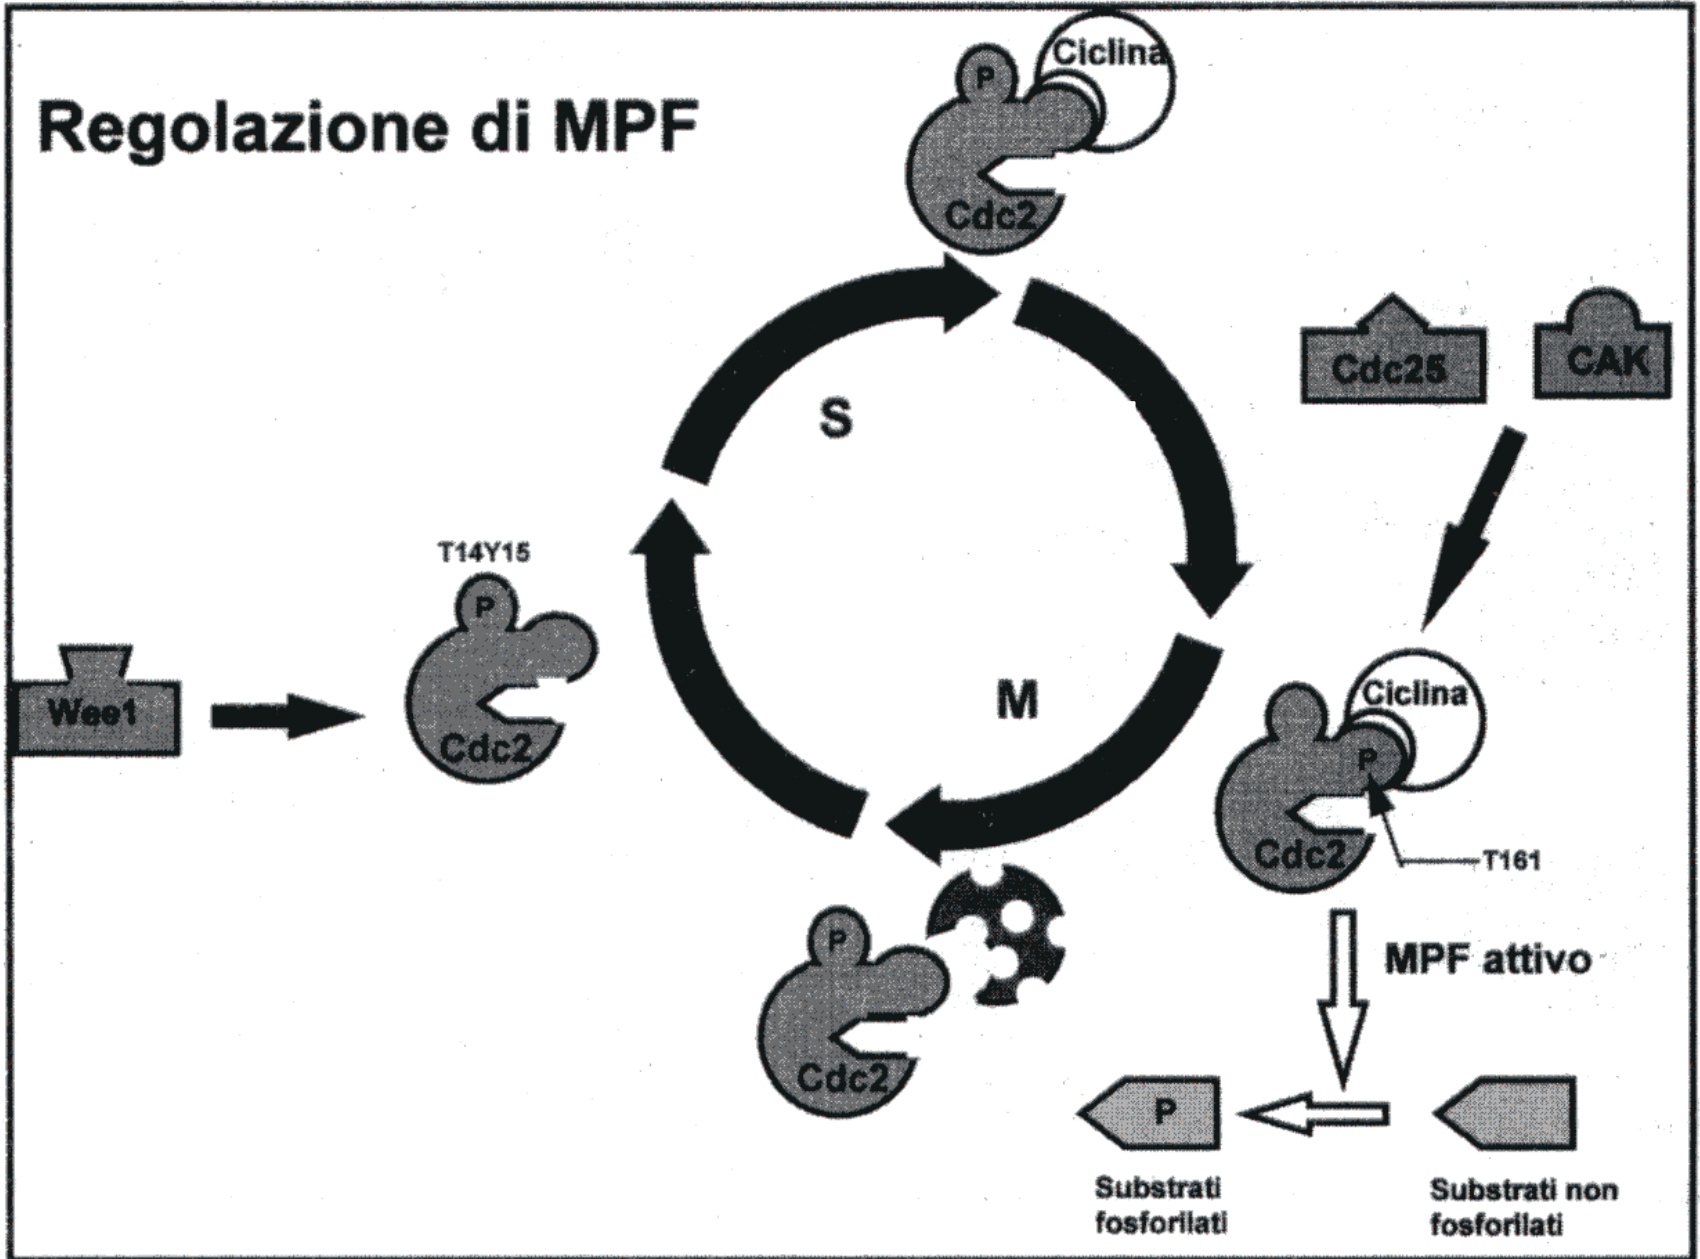 Regolazione di MPF
P
Ciclina
Cdc2
Cdc25
CAK
S
T14Y15
P
Wee1
Cdc2
M
Ciclina
P
Cdc2
T161
P
Cdc2
MPF attivo
P
Substrati
fosforilati
Substrati non
fosforilati